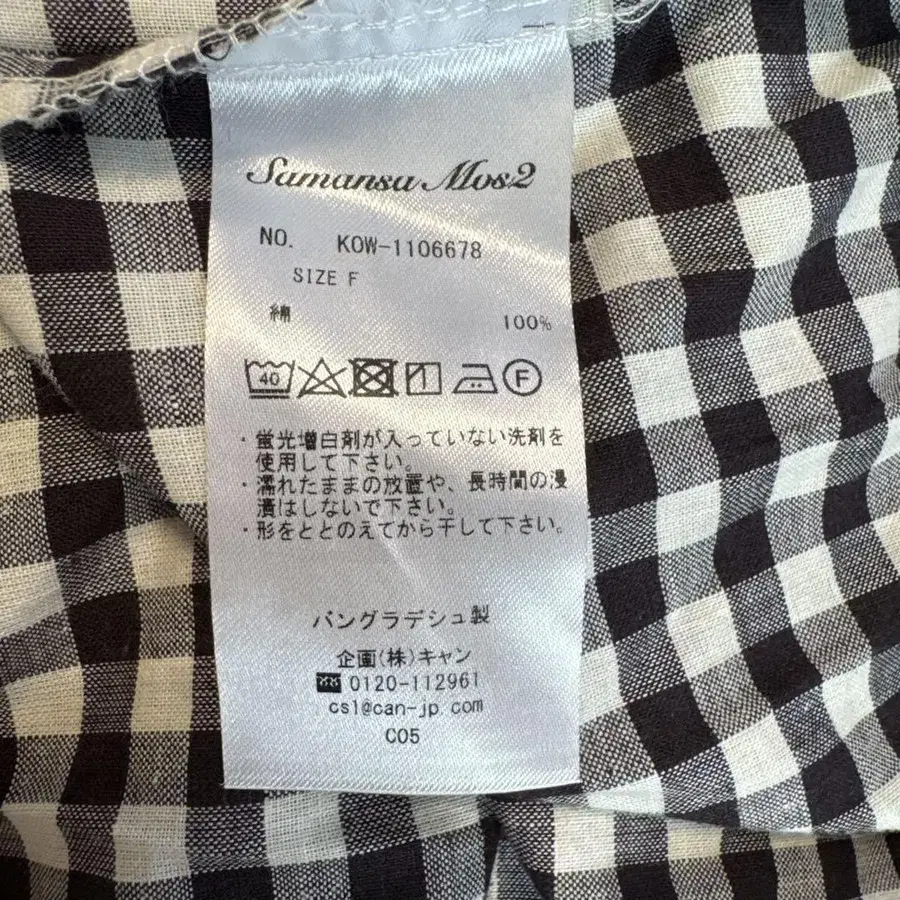 Samansa Mos2
NO. KOW-1106678
SIZE F
綿 100%
40 F
・蛍光増白剤が入っていない洗剤を
使用して下さい。
・濡れたままの放置や、長時間の浸
漬はしないで下さい。
・形をととのえてから干して下さい。
バングラデシュ製
企画(株)キャン
0120-112961
cs1@can-jp.com
C05